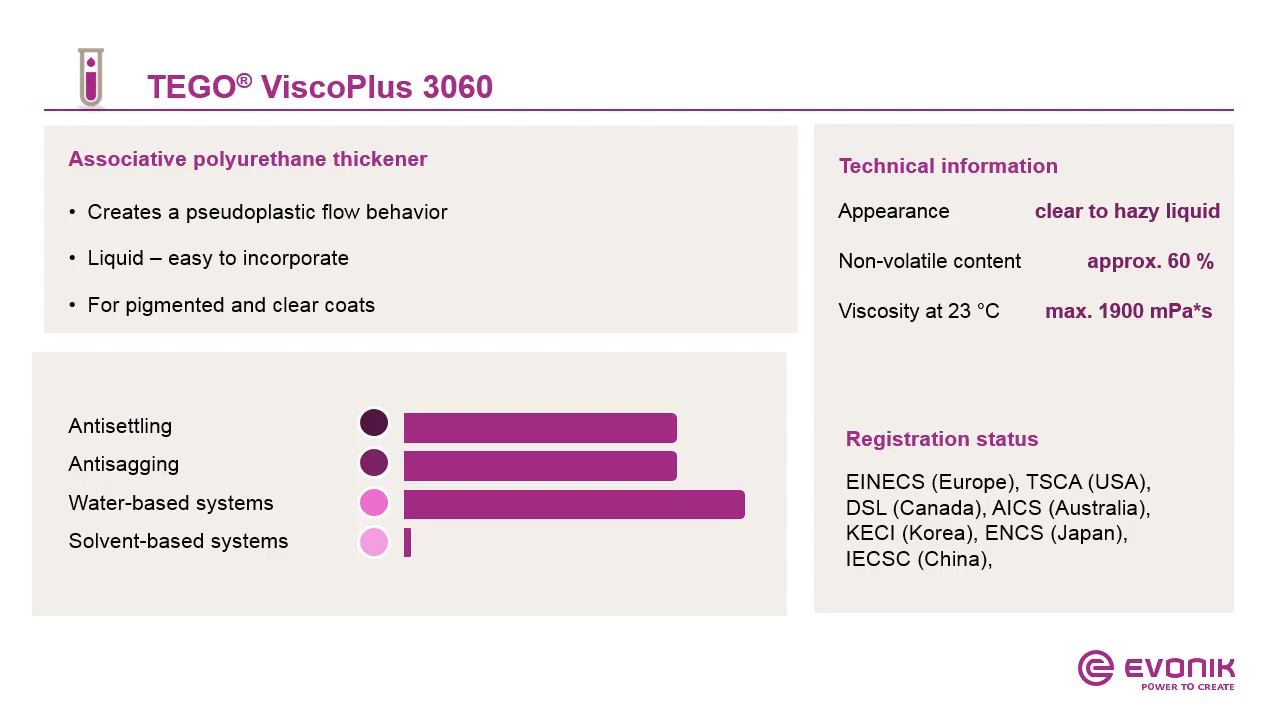 TEGO® ViscoPlus 3060
Associative polyurethane thickener
• Creates a pseudoplastic flow behavior
• Liquid – easy to incorporate
• For pigmented and clear coats
Antisettling
Antisagging
Water-based systems
Solvent-based systems
Technical information
Appearance clear to hazy liquid
Non-volatile content approx. 60 %
Viscosity at 23 °C max. 1900 mPa*s
Registration status
EINECS (Europe), TSCA (USA),
DSL (Canada), AICS (Australia),
KECI (Korea), ENCS (Japan),
IECSC (China),
EVONIK
POWER TO CREATE